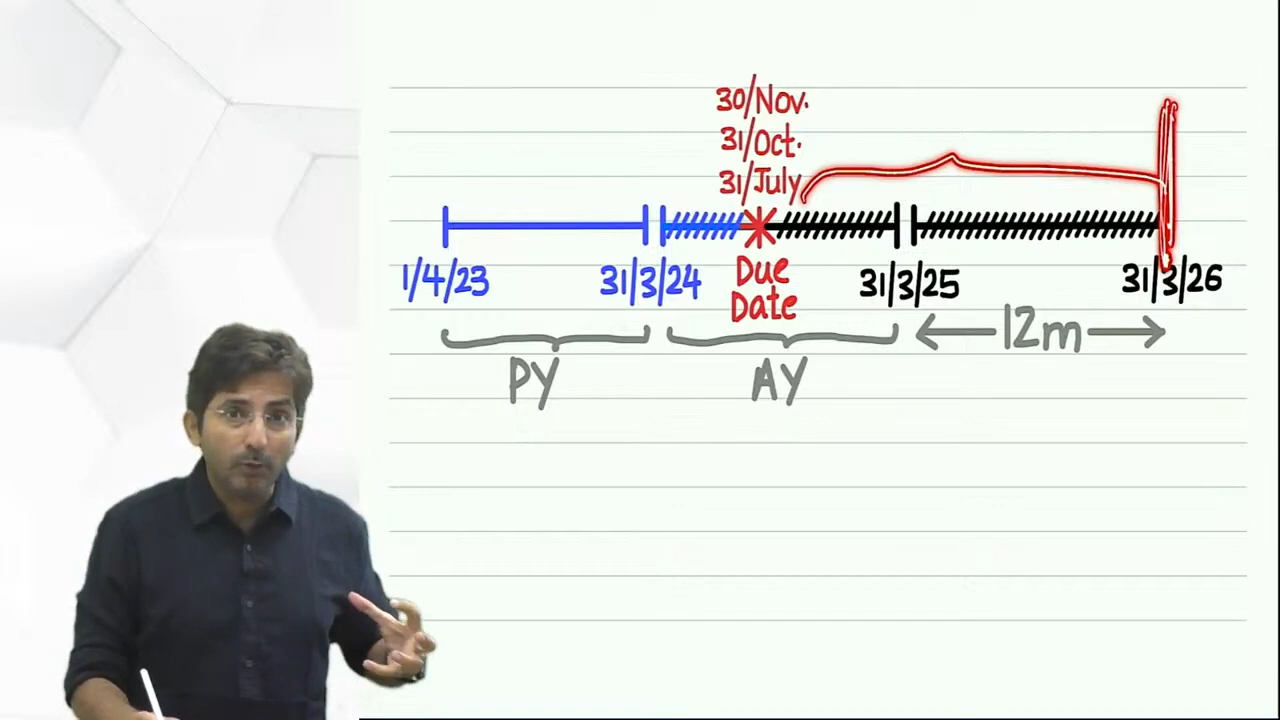 30/Nov.
31/Oct.
31/July
1/4/23
31/3/24
Due
Date
31/3/25
31/3/26
12m
PY
AY